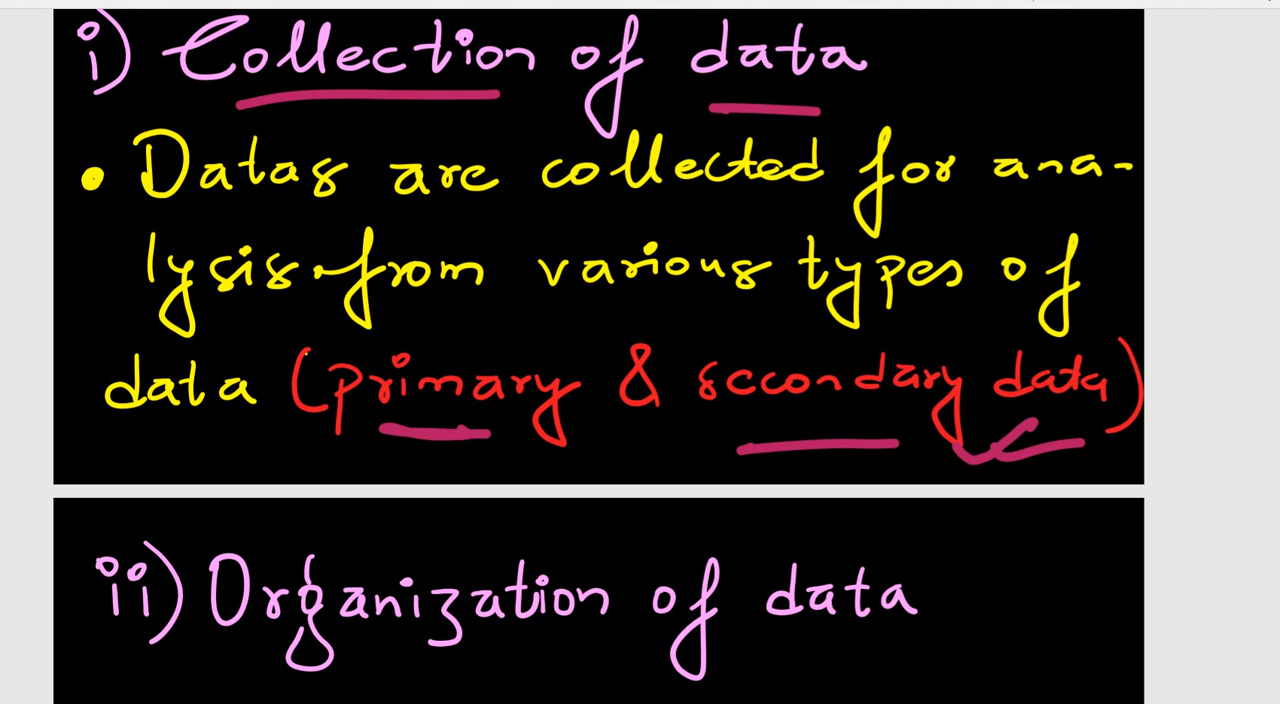 i) Collection of data
• Datas are collected for ana-
lysis from various types of
data (primary & secondary data)
ii) Organization of data